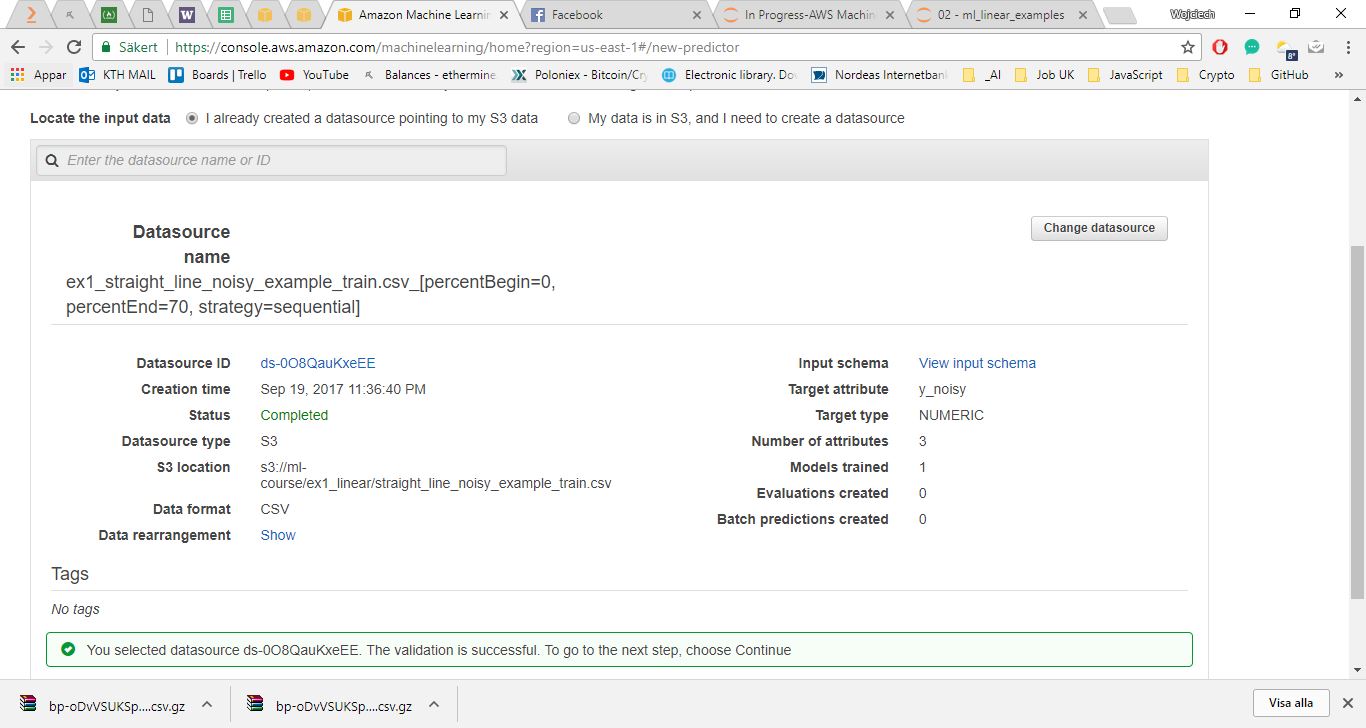 Amazon Machine Learnin
Facebook
In Progress-AWS Machin
02 - ml_linear_examples
Wojciech
Säkert
https://console.aws.amazon.com/machinelearning/home?region=us-east-1#/new-predictor
Appar
KTH MAIL
Boards | Trello
YouTube
Balances - ethermine
Poloniex - Bitcoin/Cry
Electronic library. Do
Nordeas Internetban
_AI
Job UK
JavaScript
Crypto
GitHub
»
8°
Locate the input data
I already created a datasource pointing to my S3 data
My data is in S3, and I need to create a datasource
Enter the datasource name or ID
Datasource
name
Change datasource
ex1_straight_line_noisy_example_train.csv_[percentBegin=0,
percentEnd=70, strategy=sequential]
Datasource ID ds-0O8QauKxeEE
Creation time Sep 19, 2017 11:36:40 PM
Status Completed
Datasource type S3
S3 location s3://ml-
course/ex1_linear/straight_line_noisy_example_train.csv
Data format CSV
Data rearrangement Show
Input schema View input schema
Target attribute y_noisy
Target type NUMERIC
Number of attributes 3
Models trained 1
Evaluations created 0
Batch predictions created 0
Tags
No tags
You selected datasource ds-0O8QauKxeEE. The validation is successful. To go to the next step, choose Continue
bp-oDvVSUKSp....csv.gz
bp-oDvVSUKSp....csv.gz
Visa alla